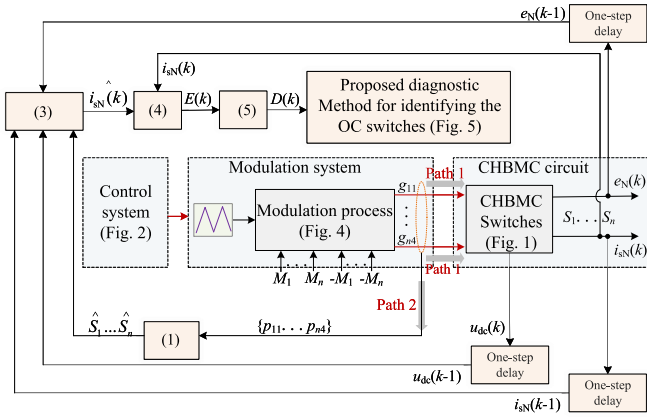 e_N(k-1)
One-step
delay
i_sN(k)
(3)
î_sN(k)
(4)
E(k)
(5)
D(k)
Proposed diagnostic
Method for identifying the
OC switches (Fig. 5)
Modulation system
CHBMC circuit
Control
system
(Fig. 2)
Modulation process
(Fig. 4)
g_11
⋮
g_n4
Path 1
Path 1
CHBMC
Switches
(Fig. 1)
e_N(k)
S_1...S_n
i_sN(k)
M_1 ... M_n -M_1 ... -M_n
Path 2
Ŝ_1...Ŝ_n
(1)
{p_11...p_n4}
u_dc(k)
u_dc(k-1)
One-step
delay
i_sN(k-1)
One-step
delay